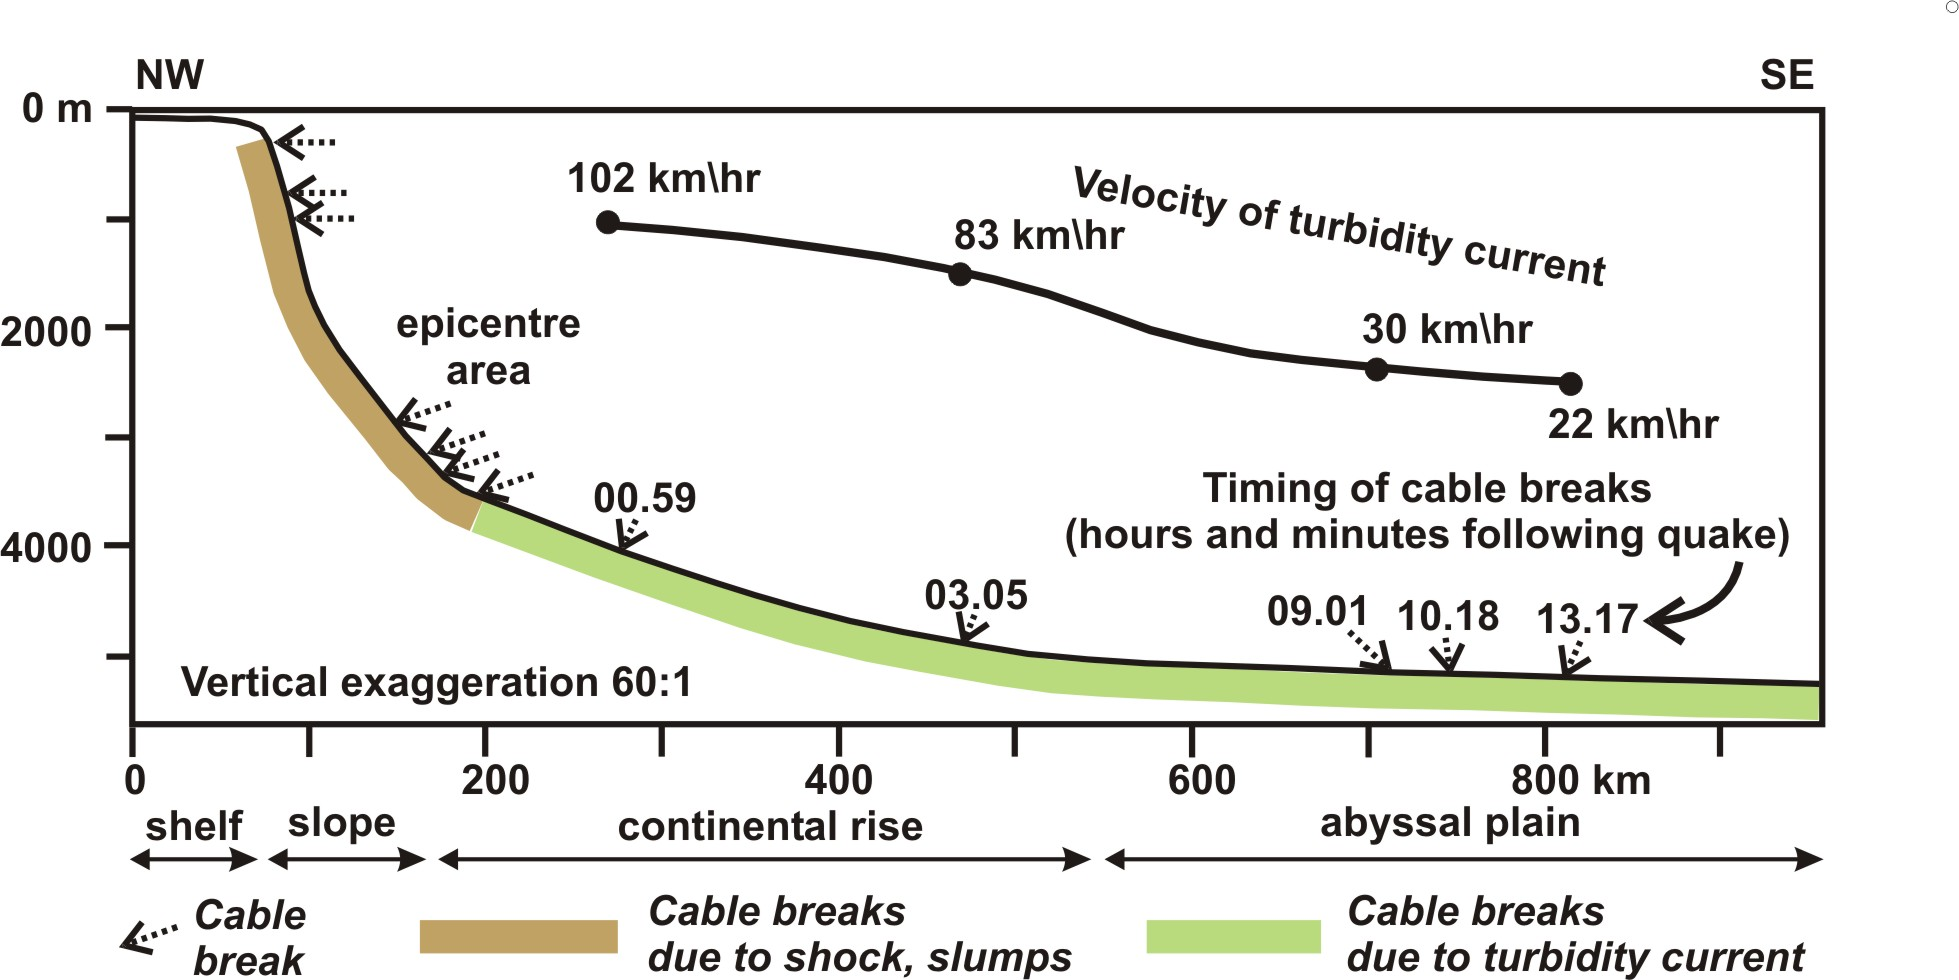 NW
SE
0 m
102 km\hr
Velocity of turbidity current
83 km\hr
2000
epicentre
area
30 km\hr
22 km\hr
00.59
Timing of cable breaks
(hours and minutes following quake)
4000
03.05
09.01
10.18
13.17
Vertical exaggeration 60:1
0
200
400
600
800 km
shelf
slope
continental rise
abyssal plain
Cable
break
Cable breaks
due to shock, slumps
Cable breaks
due to turbidity current